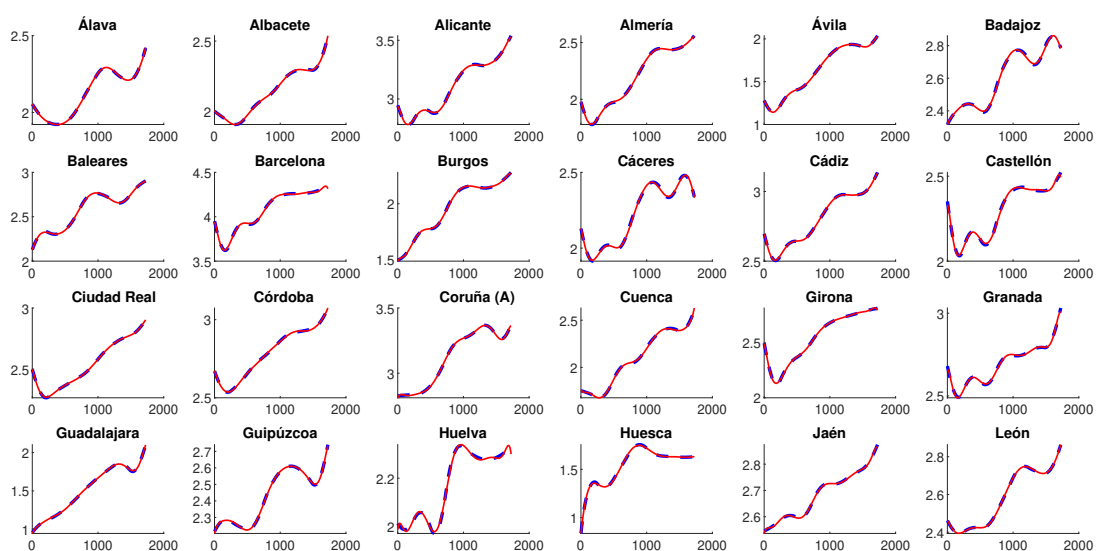 Álava Albacete Alicante Almería Ávila Badajoz
2.5 2.5 3.5 2.5 2 2.8
2.6
1.5
2 2 3 2 1 2.4
0 1000 2000 0 1000 2000 0 1000 2000 0 1000 2000 0 1000 2000 0 1000 2000
Baleares Barcelona Burgos Cáceres Cádiz Castellón
3 4.5 2.5 2.5
2.5 4 2 3
2 3.5 1.5 2 2.5 2
0 1000 2000 0 1000 2000 0 1000 2000 0 1000 2000 0 1000 2000 0 1000 2000
Ciudad Real Córdoba Coruña (A) Cuenca Girona Granada
3 3 3.5 2.5 3
2.5 3 2 2.5
2.5 2 2.5
0 1000 2000 0 1000 2000 0 1000 2000 0 1000 2000 0 1000 2000 0 1000 2000
Guadalajara Guipúzcoa Huelva Huesca Jaén León
2 2.7 2.8 2.8
2.6
2.5 2.2 1.5 2.7
1.5 2.4 2.6
2.3 2.6
1 2.2 2 1 2.4
0 1000 2000 0 1000 2000 0 1000 2000 0 1000 2000 0 1000 2000 0 1000 2000